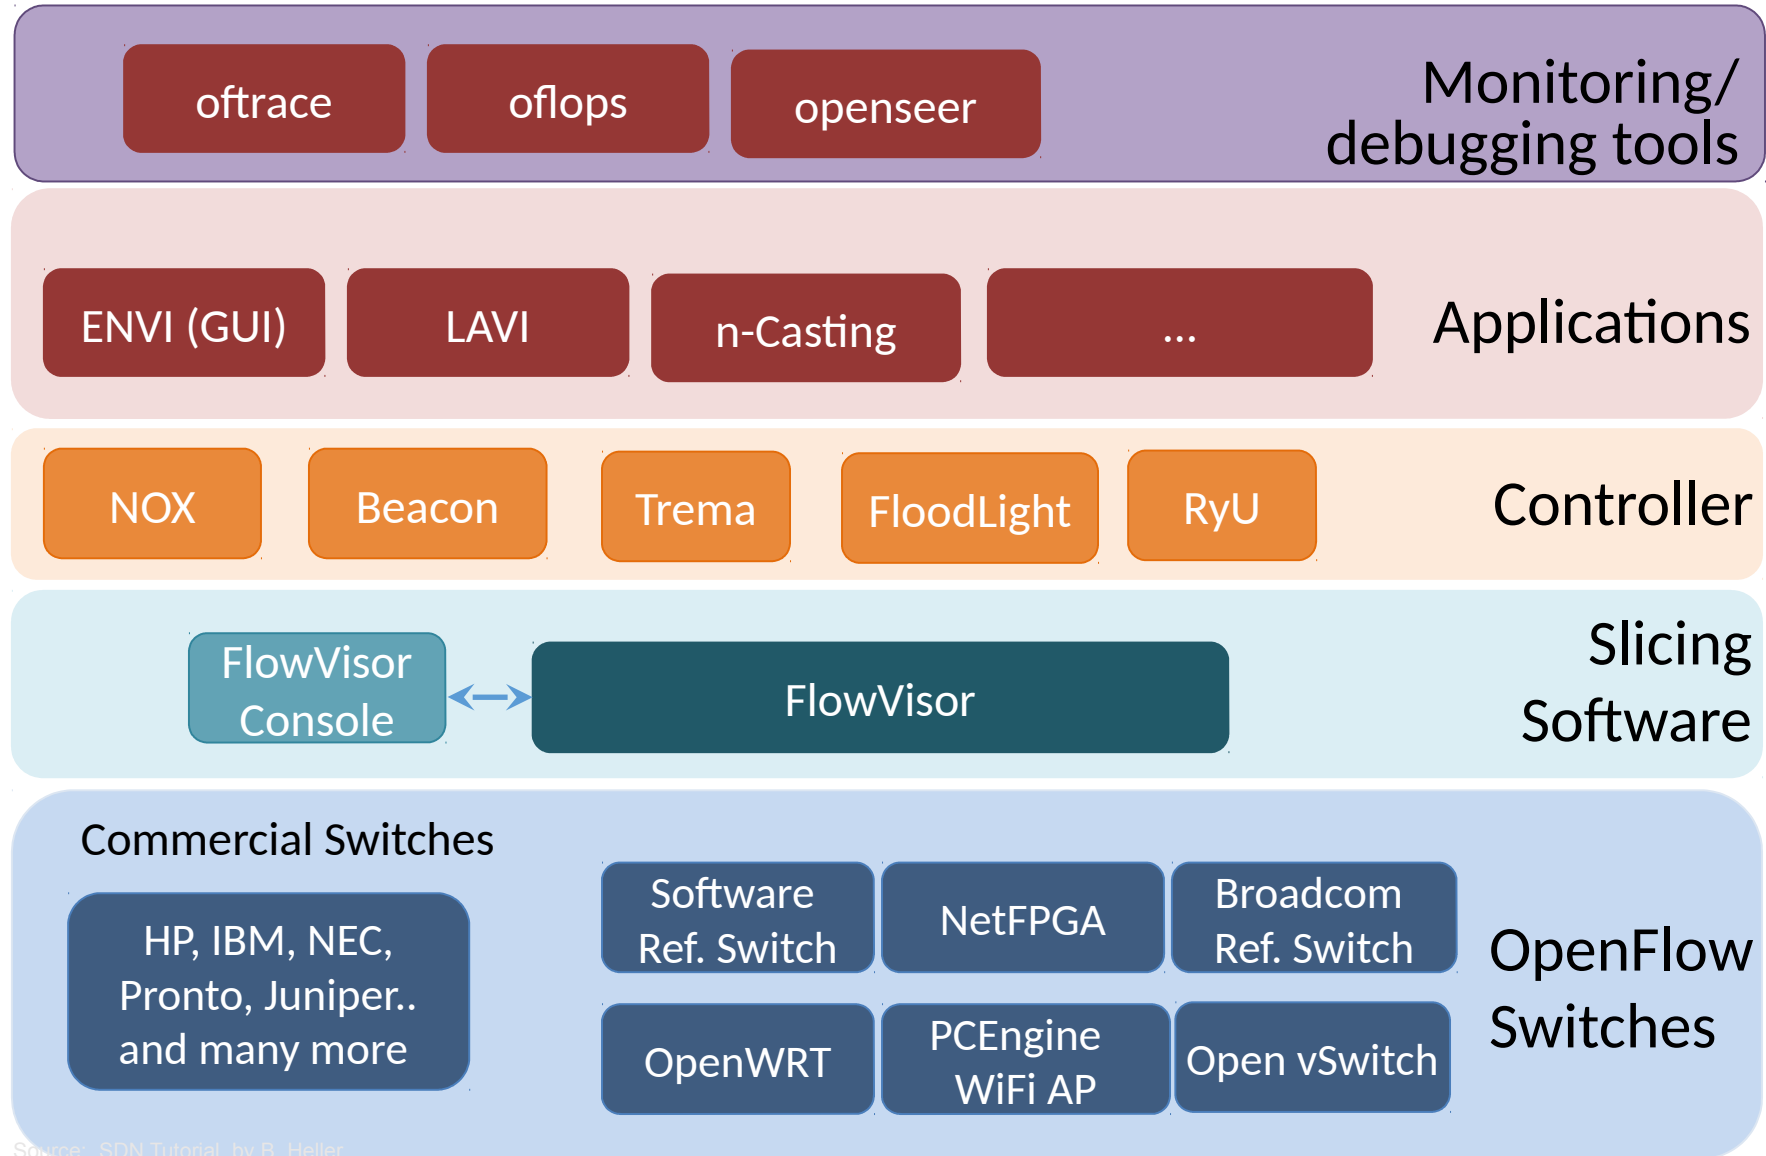 oftrace
oflops
openseer
Monitoring/
debugging tools
ENVI (GUI)
LAVI
n-Casting
...
Applications
NOX
Beacon
Trema
FloodLight
RyU
Controller
FlowVisor
Console
FlowVisor
Slicing
Software
Commercial Switches
HP, IBM, NEC,
Pronto, Juniper..
and many more
Software
Ref. Switch
NetFPGA
Broadcom
Ref. Switch
OpenWRT
PCEngine
WiFi AP
Open vSwitch
OpenFlow
Switches
Source: SDN Tutorial by B. Heller